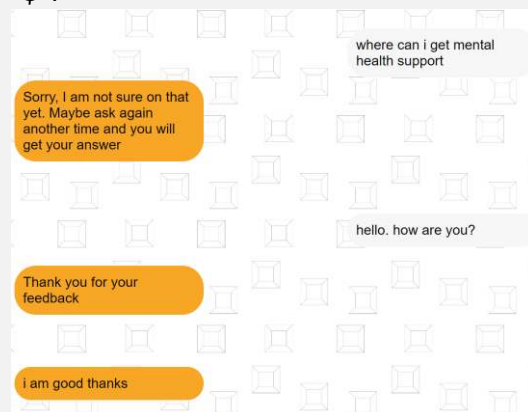 where can i get mental
health support
Sorry, I am not sure on that
yet. Maybe ask again
another time and you will
get your answer
hello. how are you?
Thank you for your
feedback
i am good thanks